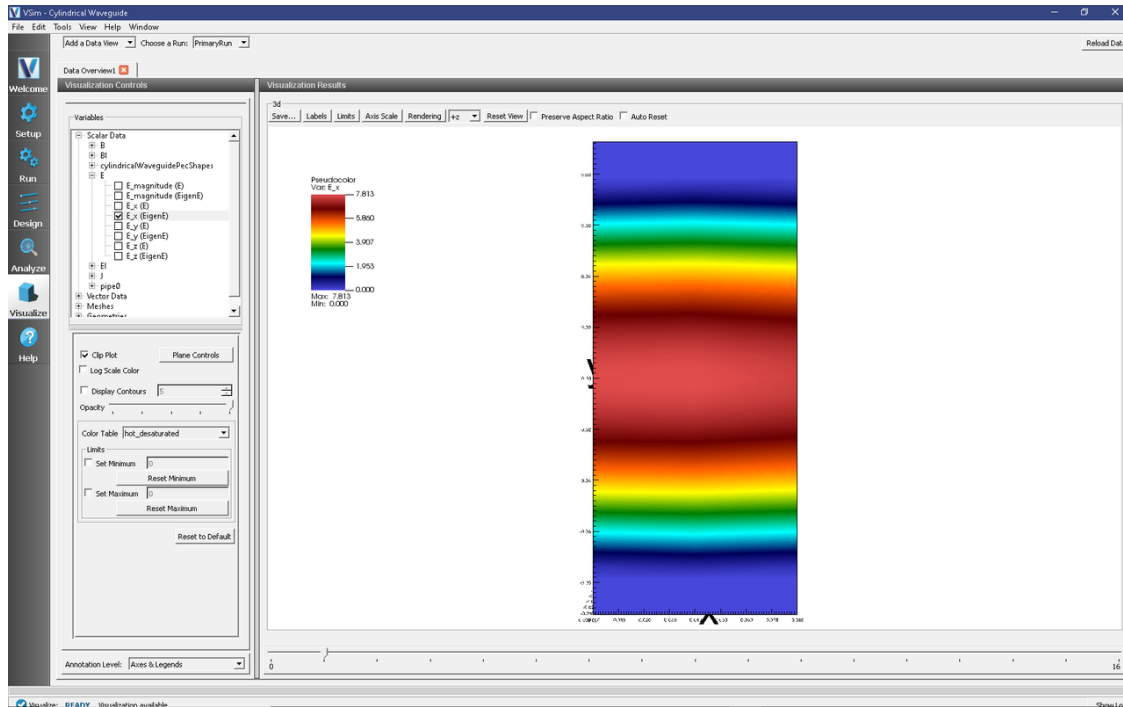 VSim - Cylindrical Waveguide
File Edit Tools View Help Window
Add a Data View Choose a Run: PrimaryRun
Reload Data
Welcome
Setup
Run
Design
Analyze
Visualize
Help
Data Overview1
Visualization Controls
Variables
Scalar Data
B
BI
cylindricalWaveguidePecShapes
E
E_magnitude (E)
E_magnitude (EigenE)
E_x (E)
E_x (EigenE)
E_y (E)
E_y (EigenE)
E_z (E)
E_z (EigenE)
EI
J
pipe0
Vector Data
Meshes
Geometries
Clip Plot Plane Controls
Log Scale Color
Display Contours 5
Opacity
Color Table hot_desaturated
Limits
Set Minimum 0
Reset Minimum
Set Maximum 0
Reset Maximum
Reset to Default
Annotation Level: Axes & Legends
Visualization Results
3d
Save... Labels Limits Axis Scale Rendering +z Reset View Preserve Aspect Ratio Auto Reset
Pseudocolor
Var: E_x
7.813
5.860
3.907
1.953
0.000
Max: 7.813
Min: 0.000
X
0 16
Visualize: READY Visualization available